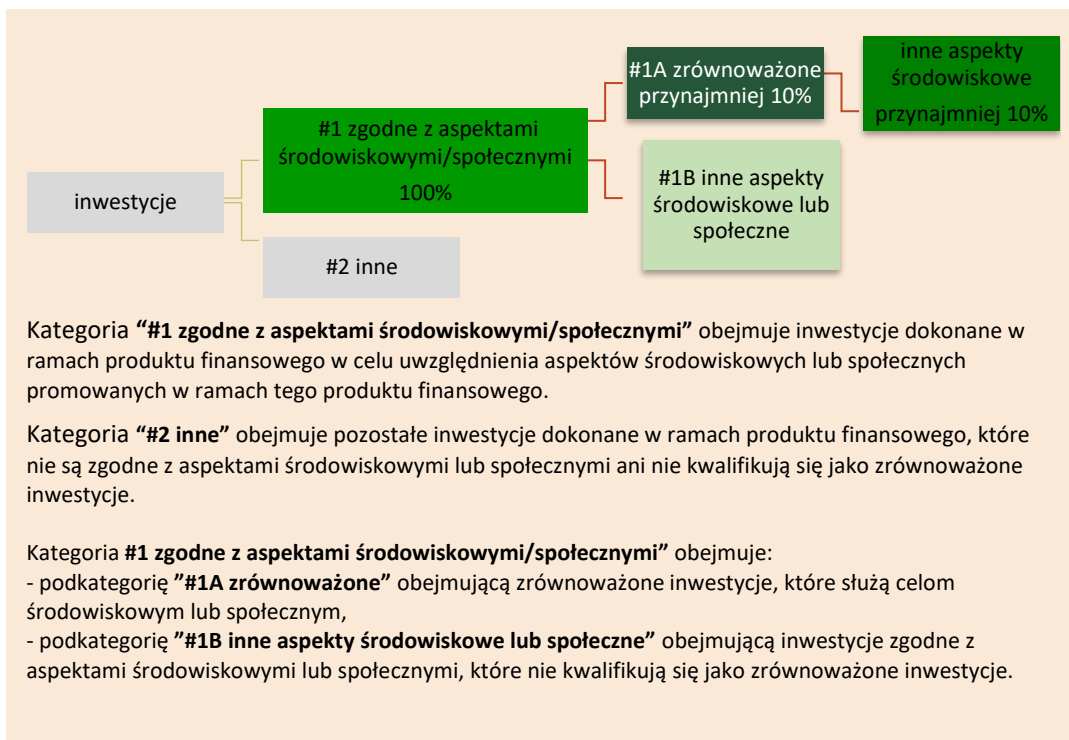 inwestycje
#1 zgodne z aspektami
środowiskowymi/społecznymi
100%
#2 inne
#1A zrównoważone
przynajmniej 10%
#1B inne aspekty
środowiskowe lub
społeczne
inne aspekty
środowiskowe
przynajmniej 10%
Kategoria “#1 zgodne z aspektami środowiskowymi/społecznymi” obejmuje inwestycje dokonane w
ramach produktu finansowego w celu uwzględnienia aspektów środowiskowych lub społecznych
promowanych w ramach tego produktu finansowego.
Kategoria “#2 inne” obejmuje pozostałe inwestycje dokonane w ramach produktu finansowego, które
nie są zgodne z aspektami środowiskowymi lub społecznymi ani nie kwalifikują się jako zrównoważone
inwestycje.
Kategoria #1 zgodne z aspektami środowiskowymi/społecznymi” obejmuje:
- podkategorię ”#1A zrównoważone” obejmującą zrównoważone inwestycje, które służą celom
środowiskowym lub społecznym,
- podkategorię ”#1B inne aspekty środowiskowe lub społeczne” obejmującą inwestycje zgodne z
aspektami środowiskowymi lub społecznymi, które nie kwalifikują się jako zrównoważone inwestycje.